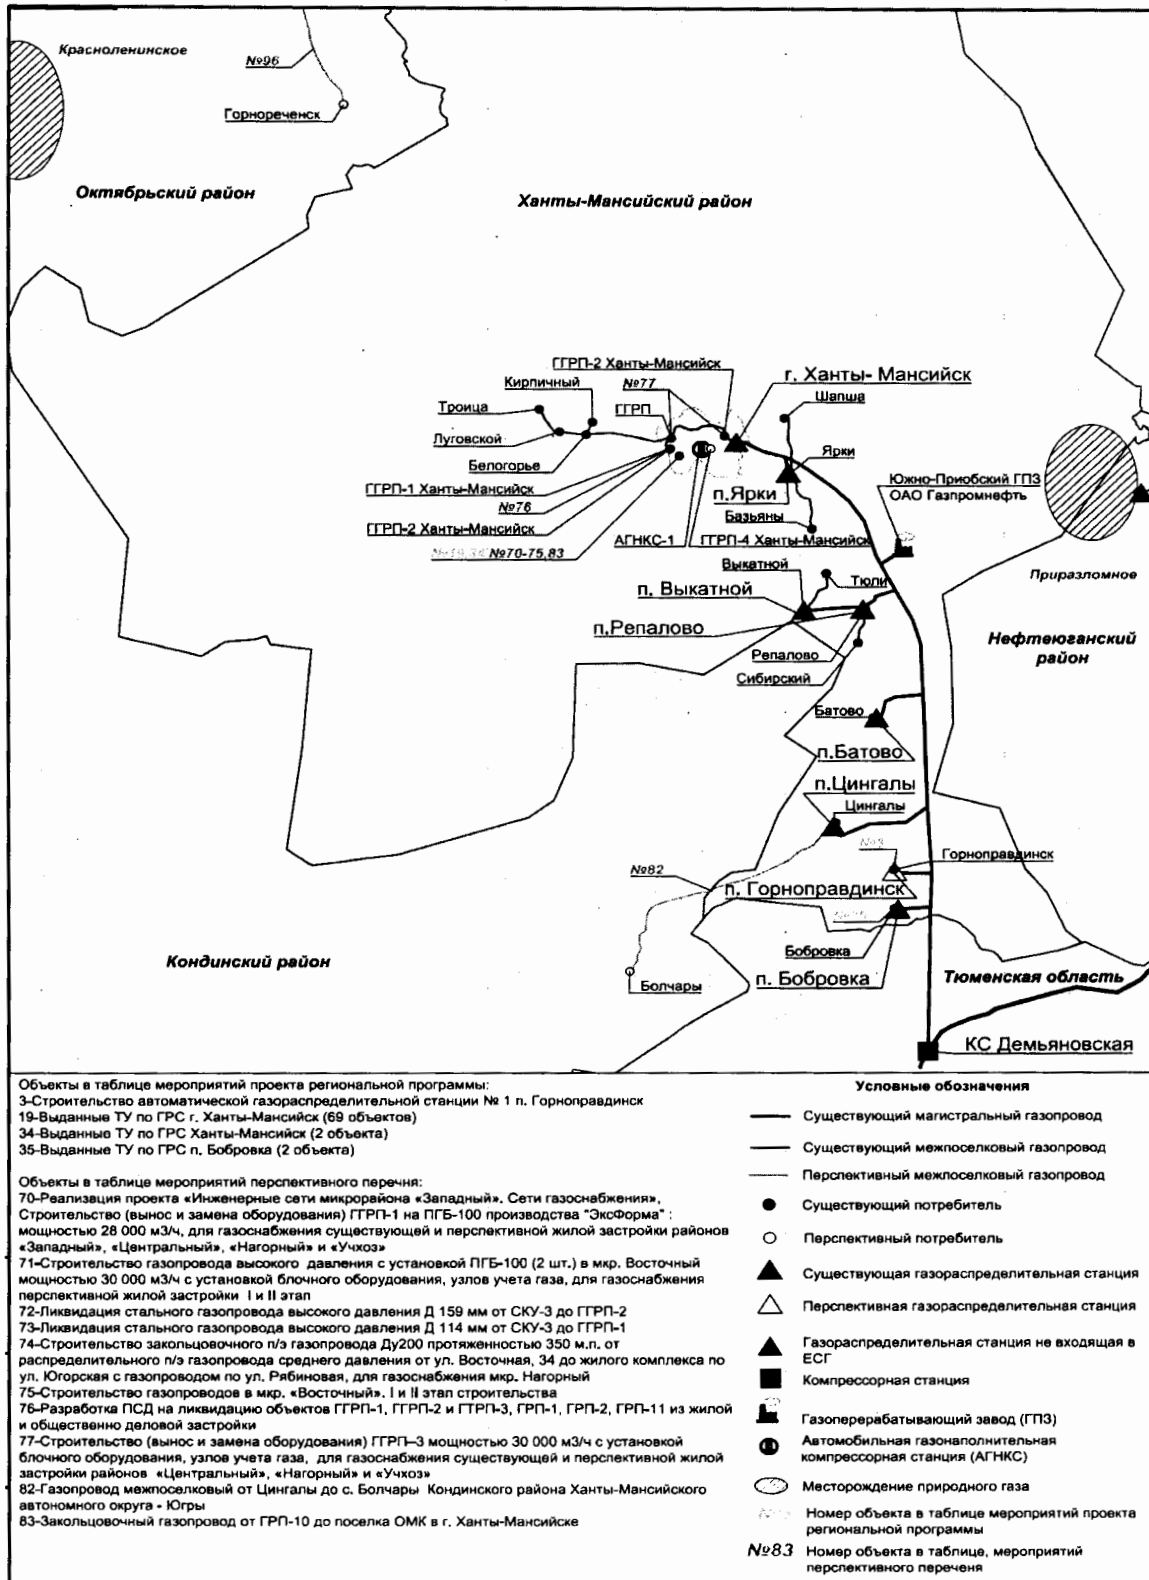 Красноленинское
№96
Горнореченск
Октябрьский район
Ханты-Мансийский район
ГГРП-2 Ханты-Мансийск
г. Ханты- Мансийск
Кирпичный
№77
Шапша
Троица
ГГРП
Луговской
Белогорье
Ярки
ГГРП-1 Ханты-Мансийск
п.Ярки
Южно-Приобский ГПЗ
ОАО Газпромнефть
№76
Базьяны
ГГРП-2 Ханты-Мансийск
АГНКС-1
ГГРП-4 Ханты-Мансийск
№19,34
№70-75,83
Выкатной
Тюли
Приразломное
п. Выкатной
п.Репалово
Нефтеюганский
район
Репалово
Сибирский
Батово
п.Батово
п.Цингалы
Цингалы
№3
Горноправдинск
№82
п. Горноправдинск
№35
Бобровка
Кондинский район
п. Бобровка
Тюменская область
Болчары
КС Демьяновская
Объекты в таблице мероприятий проекта региональной программы:
3-Строительство автоматической газораспределительной станции № 1 п. Горноправдинск
19-Выданные ТУ по ГРС г. Ханты-Мансийск (69 объектов)
34-Выданные ТУ по ГРС Ханты-Мансийск (2 объекта)
35-Выданные ТУ по ГРС п. Бобровка (2 объекта)
Объекты в таблице мероприятий перспективного перечня:
70-Реализация проекта «Инженерные сети микрорайона «Западный». Сети газоснабжения»,
Строительство (вынос и замена оборудования) ГГРП-1 на ПГБ-100 производства "ЭксФорма" :
мощностью 28 000 м3/ч, для газоснабжения существующей и перспективной жилой застройки районов
«Западный», «Центральный», «Нагорный» и «Учхоз»
71-Строительство газопровода высокого давления с установкой ПГБ-100 (2 шт.) в мкр. Восточный
мощностью 30 000 м3/ч с установкой блочного оборудования, узлов учета газа, для газоснабжения
перспективной жилой застройки I и II этап
72-Ликвидация стального газопровода высокого давления Д 159 мм от СКУ-3 до ГГРП-2
73-Ликвидация стального газопровода высокого давления Д 114 мм от СКУ-3 до ГГРП-1
74-Строительство закольцовочного п/э газопровода Ду200 протяженностью 350 м.п. от
распределительного п/э газопровода среднего давления от ул. Восточная, 34 до жилого комплекса по
ул. Югорская с газопроводом по ул. Рябиновая, для газоснабжения мкр. Нагорный
75-Строительство газопроводов в мкр. «Восточный». I и II этап строительства
76-Разработка ПСД на ликвидацию объектов ГГРП-1, ГГРП-2 и ГТРП-3, ГРП-1, ГРП-2, ГРП-11 из жилой
и общественно деловой застройки
77-Строительство (вынос и замена оборудования) ГГРП-3 мощностью 30 000 м3/ч с установкой
блочного оборудования, узлов учета газа, для газоснабжения существующей и перспективной жилой
застройки районов «Центральный», «Нагорный» и «Учхоз»
82-Газопровод межпоселковый от Цингалы до с. Болчары Кондинского района Ханты-Мансийского
автономного округа - Югры
83-Закольцовочный газопровод от ГРП-10 до поселка ОМК в г. Ханты-Мансийске
Условные обозначения
Существующий магистральный газопровод
Существующий межпоселковый газопровод
Перспективный межпоселковый газопровод
Существующий потребитель
Перспективный потребитель
Существующая газораспределительная станция
Перспективная газораспределительная станция
Газораспределительная станция не входящая в
ЕСГ
Компрессорная станция
Газоперерабатывающий завод (ГПЗ)
Автомобильная газонаполнительная
компрессорная станция (АГНКС)
Месторождение природного газа
Номер объекта в таблице мероприятий проекта
региональной программы
№83 Номер объекта в таблице, мероприятий
перспективного переченя